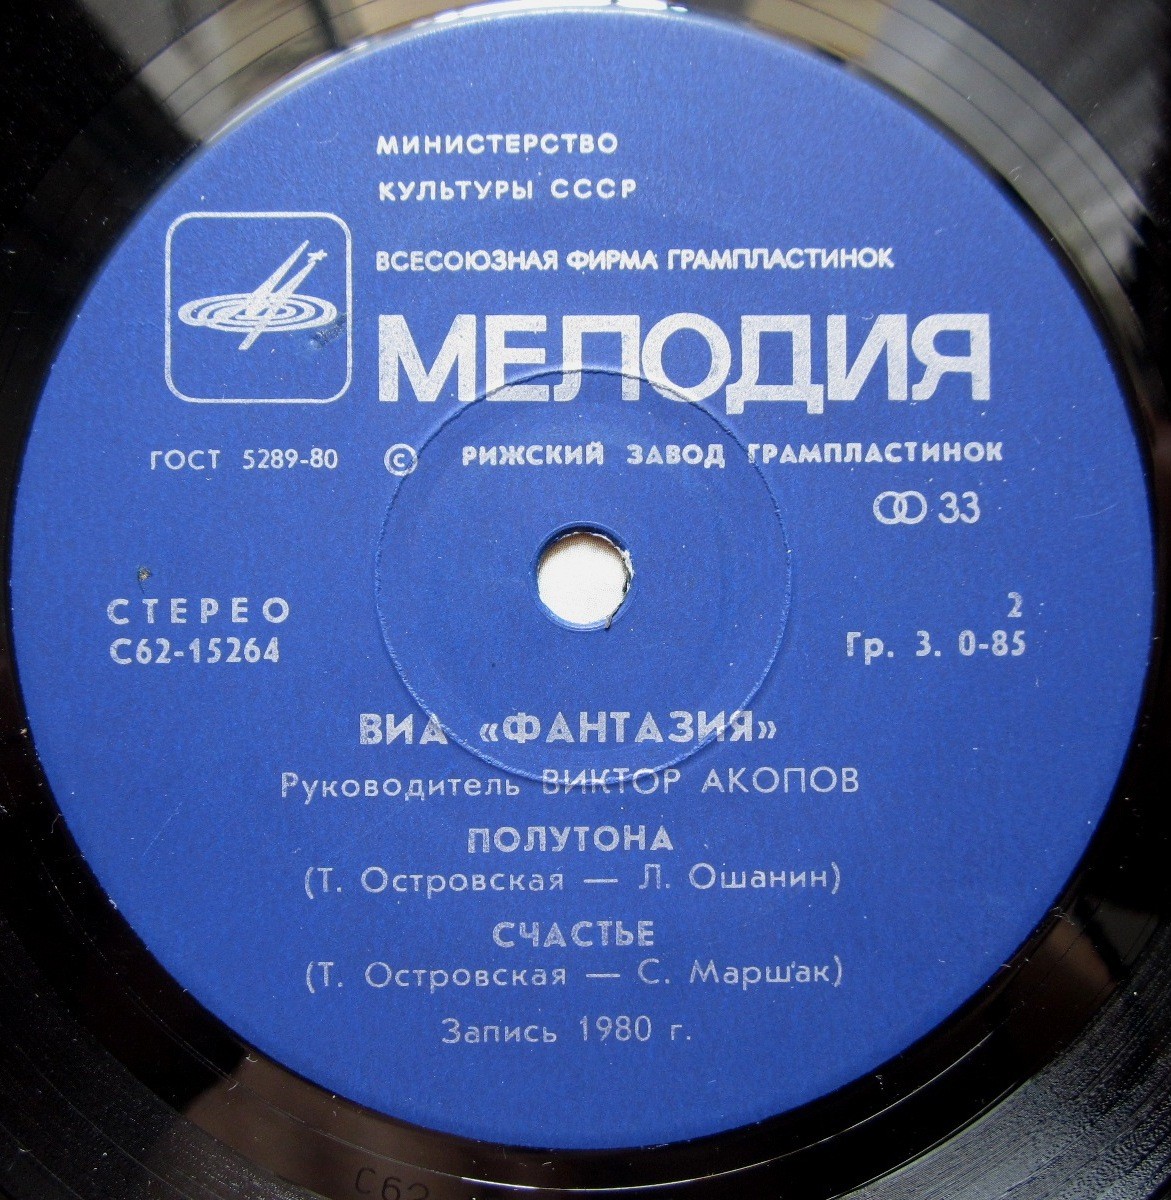 МИНИСТЕРСТВО
КУЛЬТУРЫ СССР
ВСЕСОЮЗНАЯ ФИРМА ГРАМПЛАСТИНОК
МЕЛОДИЯ
ГОСТ 5289-80 © РИЖСКИЙ ЗАВОД ГРАМПЛАСТИНОК
33
СТЕРЕО 2
С62-15264 Гр. 3. 0-85
ВИА «ФАНТАЗИЯ»
Руководитель ВИКТОР АКОПОВ
ПОЛУТОНА
(Т. Островская — Л. Ошанин)
СЧАСТЬЕ
(Т. Островская — С. Маршак)
Запись 1980 г.
С62